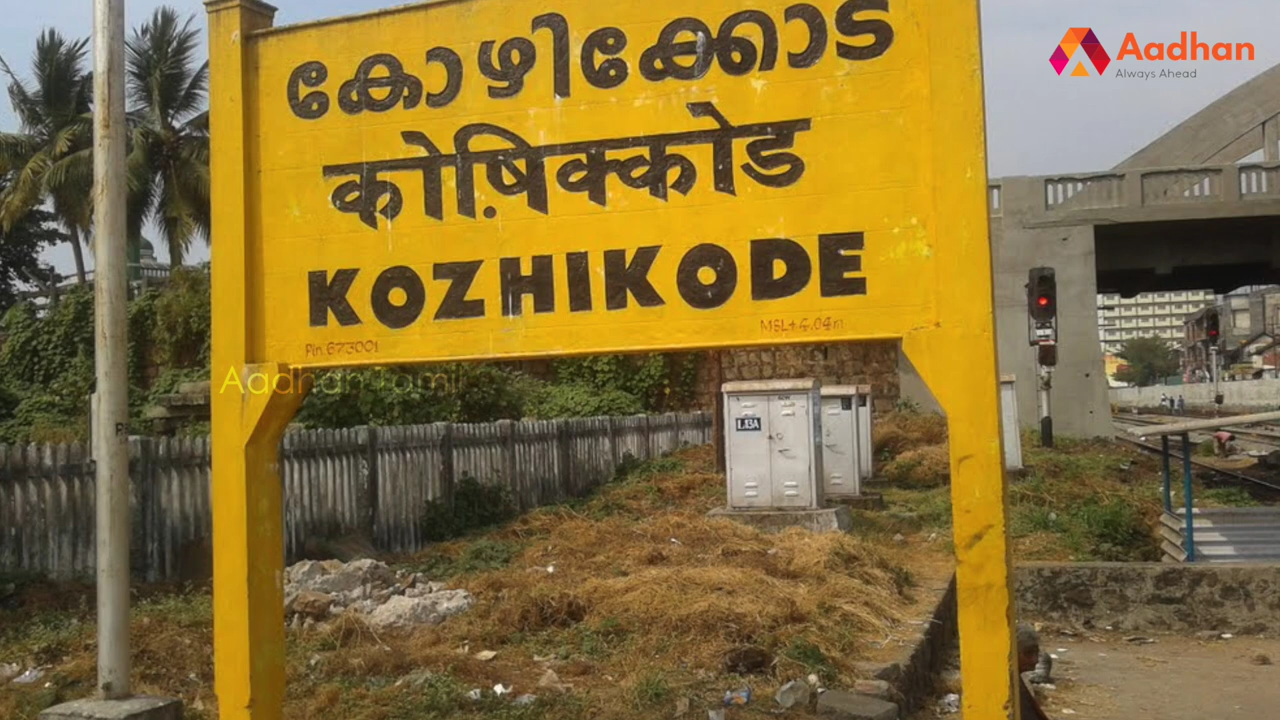 കോഴിക്കോട
कोष़िक्कोड
KOZHIKODE
Pin.673001
MSL+4.04m
Aadhan
Always Ahead
Aadhan Tamil
L13A